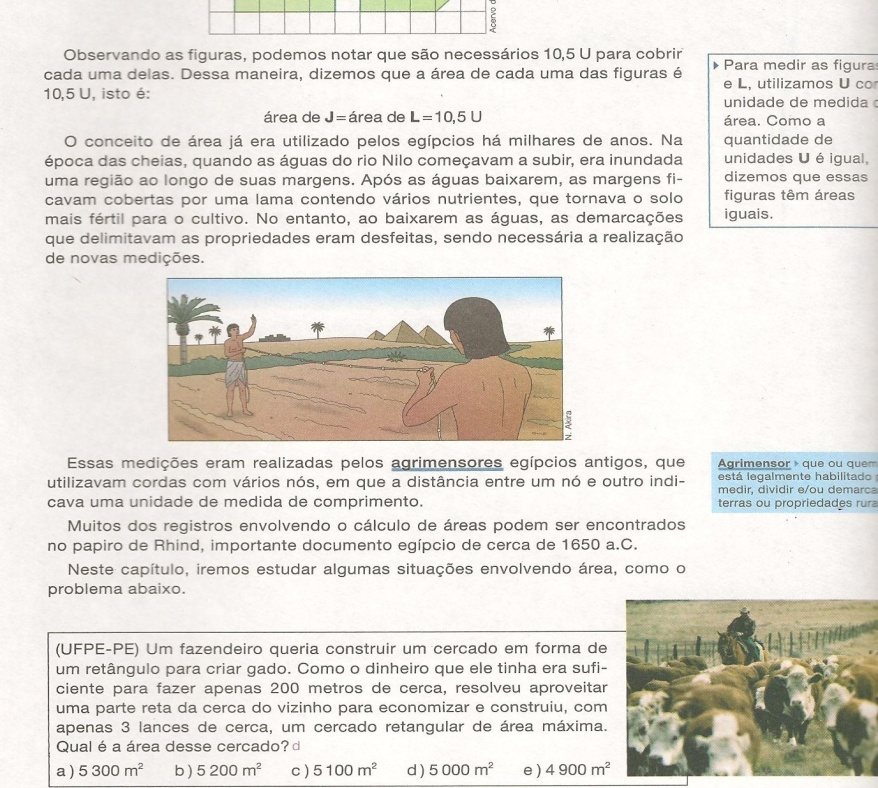 Acervo d
Observando as figuras, podemos notar que são necessários 10,5 U para cobrir
cada uma delas. Dessa maneira, dizemos que a área de cada uma das figuras é
10,5 U, isto é:
área de J=área de L=10,5 U
O conceito de área já era utilizado pelos egípcios há milhares de anos. Na
época das cheias, quando as águas do rio Nilo começavam a subir, era inundada
uma região ao longo de suas margens. Após as águas baixarem, as margens fi-
cavam cobertas por uma lama contendo vários nutrientes, que tornava o solo
mais fértil para o cultivo. No entanto, ao baixarem as águas, as demarcações
que delimitavam as propriedades eram desfeitas, sendo necessária a realização
de novas medições.
Para medir as figuras
e L, utilizamos U co
unidade de medida
área. Como a
quantidade de
unidades U é igual,
dizemos que essas
figuras têm áreas
iguais.
N. Akira
Essas medições eram realizadas pelos agrimensores egípcios antigos, que
utilizavam cordas com vários nós, em que a distância entre um nó e outro indi-
cava uma unidade de medida de comprimento.
Muitos dos registros envolvendo o cálculo de áreas podem ser encontrados
no papiro de Rhind, importante documento egípcio de cerca de 1650 a.C.
Neste capítulo, iremos estudar algumas situações envolvendo área, como o
problema abaixo.
Agrimensor que ou quem
está legalmente habilitado
medir, dividir e/ou demarca
terras ou propriedades rura
(UFPE-PE) Um fazendeiro queria construir um cercado em forma de
um retângulo para criar gado. Como o dinheiro que ele tinha era sufi-
ciente para fazer apenas 200 metros de cerca, resolveu aproveitar
uma parte reta da cerca do vizinho para economizar e construiu, com
apenas 3 lances de cerca, um cercado retangular de área máxima.
Qual é a área desse cercado? d
a) 5 300 m² b) 5 200 m² c) 5 100 m² d) 5 000 m² e) 4 900 m²